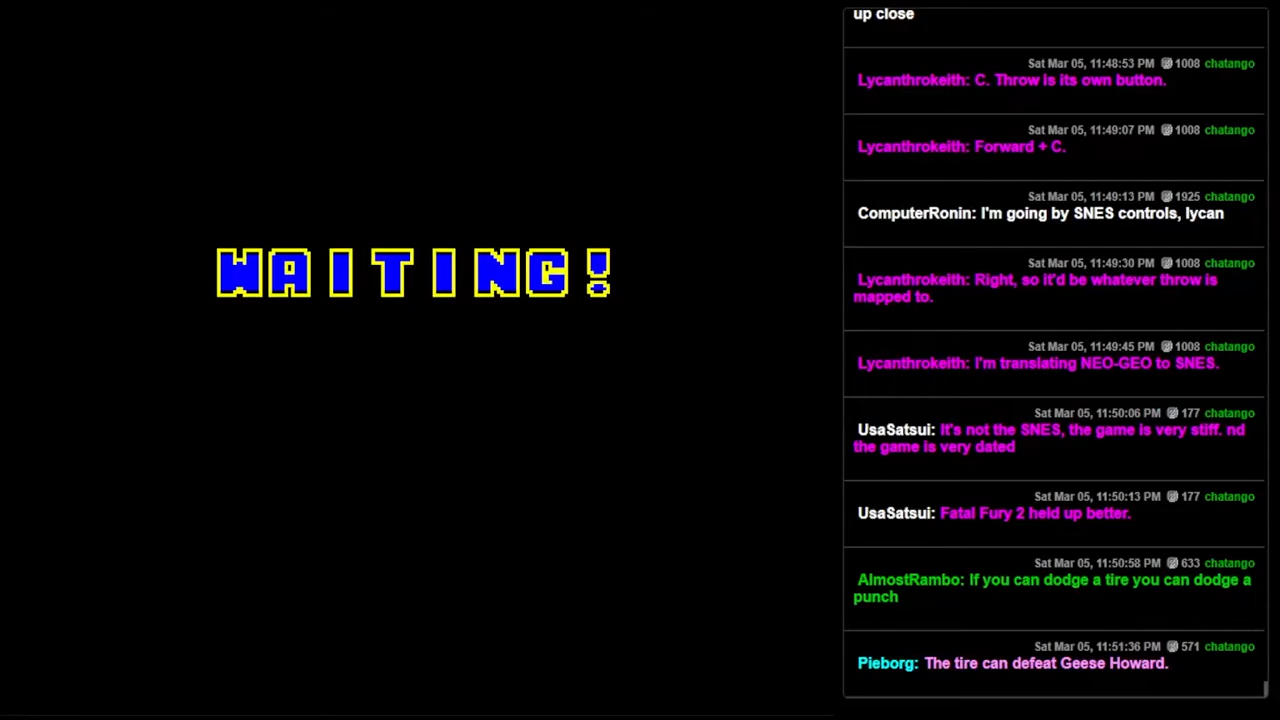 WAITING!
up close
Sat Mar 05, 11:48:53 PM 1008 chatango
Lycanthrokeith: C. Throw is its own button.
Sat Mar 05, 11:49:07 PM 1008 chatango
Lycanthrokeith: Forward + C.
Sat Mar 05, 11:49:13 PM 1925 chatango
ComputerRonin: I'm going by SNES controls, lycan
Sat Mar 05, 11:49:30 PM 1008 chatango
Lycanthrokeith: Right, so it'd be whatever throw is
mapped to.
Sat Mar 05, 11:49:45 PM 1008 chatango
Lycanthrokeith: I'm translating NEO-GEO to SNES.
Sat Mar 05, 11:50:06 PM 177 chatango
UsaSatsui: It's not the SNES, the game is very stiff. nd
the game is very dated
Sat Mar 05, 11:50:13 PM 177 chatango
UsaSatsui: Fatal Fury 2 held up better.
Sat Mar 05, 11:50:58 PM 633 chatango
AlmostRambo: If you can dodge a tire you can dodge a
punch
Sat Mar 05, 11:51:36 PM 571 chatango
Pieborg: The tire can defeat Geese Howard.